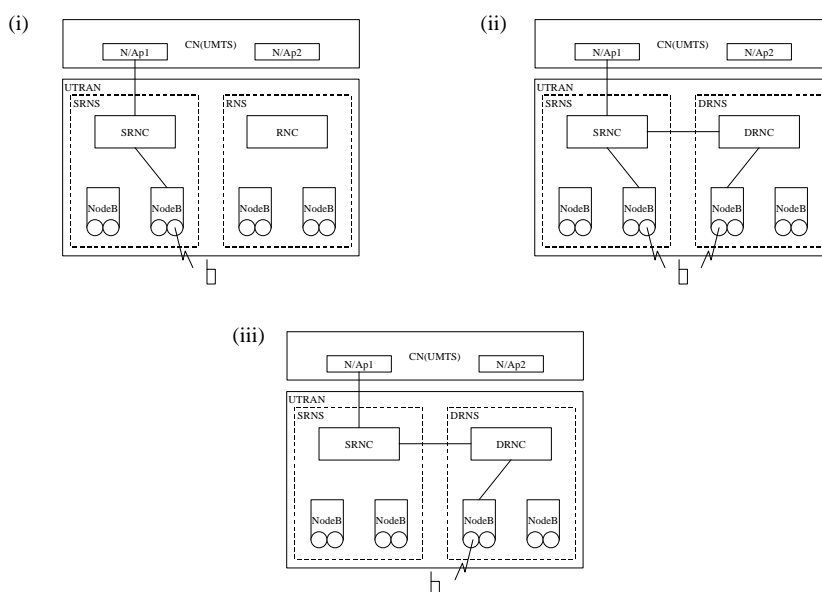 (i)
CN(UMTS)
N/Ap1 N/Ap2
UTRAN
SRNS RNS
SRNC RNC
NodeB NodeB NodeB NodeB
(ii)
CN(UMTS)
N/Ap1 N/Ap2
UTRAN
SRNS DRNS
SRNC DRNC
NodeB NodeB NodeB NodeB
(iii)
CN(UMTS)
N/Ap1 N/Ap2
UTRAN
SRNS DRNS
SRNC DRNC
NodeB NodeB NodeB NodeB